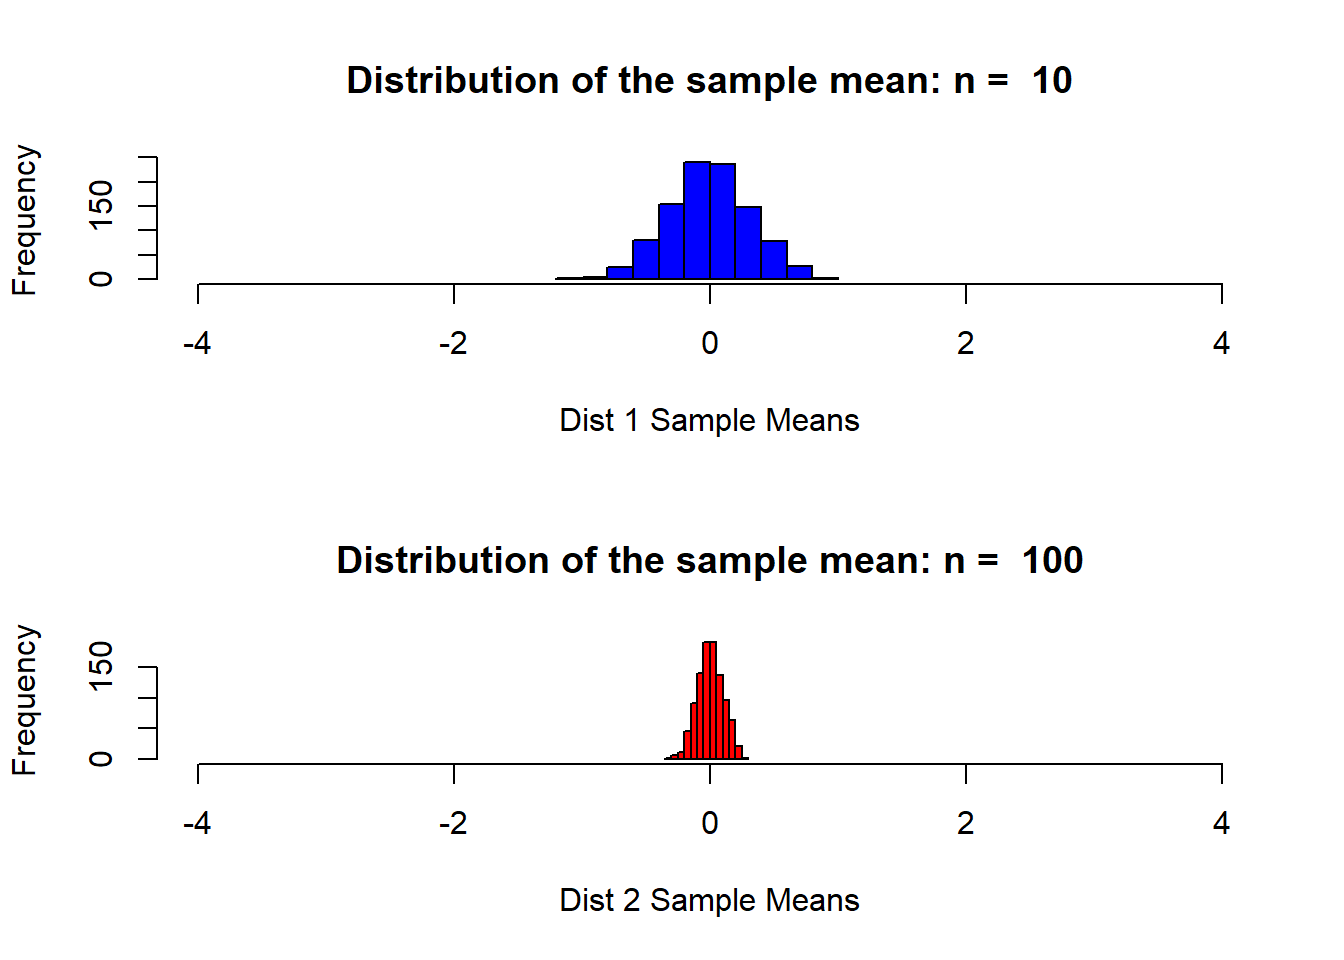 Distribution of the sample mean: n =  10
Frequency
150
0
-4 -2 0 2 4
Dist 1 Sample Means
Distribution of the sample mean: n =  100
Frequency
150
0
-4 -2 0 2 4
Dist 2 Sample Means